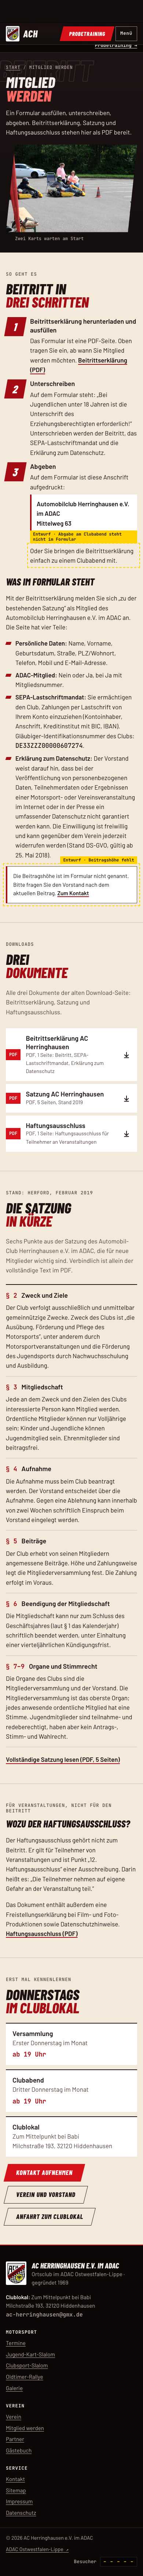 ACH
PROBETRAINING
Menü
Probetraining →
START / MITGLIED WERDEN
MITGLIED
WERDEN
Ein Formular ausfüllen, unterschreiben,
abgeben. Beitrittserklärung, Satzung und
Haftungsausschluss stehen hier als PDF bereit.
Zwei Karts warten am Start
SO GEHT ES
BEITRITT IN
DREI SCHRITTEN
1
Beitrittserklärung herunterladen und
ausfüllen
Das Formular ist eine PDF-Seite. Oben
tragen Sie ein, ab wann Sie Mitglied
werden möchten. Beitrittserklärung
(PDF)
2
Unterschreiben
Auf dem Formular steht: „Bei
Jugendlichen unter 18 Jahren ist die
Unterschrift des
Erziehungsberechtigten erforderlich!“
Unterschrieben werden der Beitritt, das
SEPA-Lastschriftmandat und die
Erklärung zum Datenschutz.
3
Abgeben
Auf dem Formular ist diese Anschrift
aufgedruckt:
Automobilclub Herringhausen e.V.
im ADAC
Mittelweg 63
Entwurf · Abgabe am Clubabend steht
nicht im Formular
Oder Sie bringen die Beitrittserklärung
einfach zu einem Clubabend mit.
WAS IM FORMULAR STEHT
Mit der Beitrittserklärung melden Sie sich „zu der
bestehenden Satzung“ als Mitglied des
Automobilclub Herringhausen e.V. im ADAC an.
Die Seite hat vier Teile:
Persönliche Daten: Name, Vorname,
Geburtsdatum, Straße, PLZ/Wohnort,
Telefon, Mobil und E-Mail-Adresse.
ADAC-Mitglied: Nein oder Ja, bei Ja mit
Mitgliedsnummer.
SEPA-Lastschriftmandat: Sie ermächtigen
den Club, Zahlungen per Lastschrift von
Ihrem Konto einzuziehen (Kontoinhaber,
Anschrift, Kreditinstitut mit BIC, IBAN).
Gläubiger-Identifikationsnummer des Clubs:
DE33ZZZ00000607274.
Erklärung zum Datenschutz: Der Vorstand
weist darauf hin, dass bei der
Veröffentlichung von personenbezogenen
Daten, Teilnehmerdaten oder Ergebnissen
einer Motorsport- oder Vereinsveranstaltung
im Internet oder in der Presse ein
umfassender Datenschutz nicht garantiert
werden kann. Gegenüber dem Verein kann
die Einwilligung jederzeit widerrufen
werden (Stand DS-GVO, gültig ab
25. Mai 2018).
Entwurf · Beitragshöhe fehlt
Die Beitragshöhe ist im Formular nicht genannt.
Bitte fragen Sie den Vorstand nach dem
aktuellen Beitrag. Zum Kontakt
DOWNLOADS
DREI
DOKUMENTE
Alle drei Dokumente der alten Download-Seite:
Beitrittserklärung, Satzung und
Haftungsausschluss.
PDF
Beitrittserklärung AC
Herringhausen
PDF, 1 Seite: Beitritt, SEPA-
Lastschriftmandat, Erklärung zum
Datenschutz
PDF
Satzung AC Herringhausen
PDF, 5 Seiten, Stand 2019
PDF
Haftungsausschluss
PDF, 1 Seite: Haftungsausschluss für
Teilnehmer an Veranstaltungen
STAND: HERFORD, FEBRUAR 2019
DIE SATZUNG
IN KÜRZE
Sechs Punkte aus der Satzung des Automobil-
Club Herringhausen e.V. im ADAC, die für neue
Mitglieder wichtig sind. Verbindlich ist allein der
vollständige Text im PDF.
§ 2 Zweck und Ziele
Der Club verfolgt ausschließlich und unmittelbar
gemeinnützige Zwecke. Zweck des Clubs ist „die
Ausübung, Förderung und Pflege des
Motorsports“, unter anderem durch
Motorsportveranstaltungen und die Förderung
des Jugendsports durch Nachwuchsschulung
und Ausbildung.
§ 3 Mitgliedschaft
Jede an dem Zweck und den Zielen des Clubs
interessierte Person kann Mitglied werden,
sobald sie voll geschäftsfähig oder volljährig
sein; Kinder und Jugendliche können
Jugendmitglied sein. Ehrenmitglieder sind
beitragsfrei.
§ 4 Aufnahme
Die Aufnahme muss beim Club beantragt
werden. Der Vorstand entscheidet über die
Aufnahme. Gegen eine Ablehnung kann innerhalb
von zwei Wochen schriftlich Einspruch beim
Vorstand eingelegt werden.
§ 5 Beiträge
Der Club erhebt von seinen Mitgliedern
angemessene Beiträge. Höhe und Zahlungsweise
legt die Mitgliederversammlung fest. Die Zahlung
erfolgt im Voraus.
§ 6 Beendigung der Mitgliedschaft
Die Mitgliedschaft kann nur zum Schluss des
Geschäftsjahres (laut § 1 das Kalenderjahr)
schriftlich beendet werden, unter Einhaltung
einer vierteljährlichen Kündigungsfrist.
§ 7–9 Organe und Stimmrecht
Die Organe des Clubs sind die
Mitgliederversammlung und der Vorstand. Die
Mitgliederversammlung ist das oberste Organ;
jedes anwesende ordentliche Mitglied hat eine
Stimme. Jugendmitglieder sind teilnahme- und
redeberechtigt, haben aber kein Antrags-,
Stimm- und Wahlrecht.
Vollständige Satzung lesen (PDF, 5 Seiten)
FÜR VERANSTALTUNGEN, NICHT FÜR DEN
BEITRITT
WOZU DER HAFTUNGSAUSSCHLUSS?
Der Haftungsausschluss gehört nicht zum
Beitritt. Er gilt für Teilnehmer von
Veranstaltungen und ist Punkt „12.
Haftungsausschluss“ einer Ausschreibung. Darin
heißt es: „Die Teilnehmer nehmen auf eigene
Gefahr an der Veranstaltung teil.“
Das Dokument enthält außerdem eine
Freistellungserklärung bei Film- und Foto-
Produktionen sowie Datenschutzhinweise.
Haftungsausschluss (PDF)
ERST MAL KENNENLERNEN
DONNERSTAGS
IM CLUBLOKAL
Versammlung
Erster Donnerstag im Monat
ab 19 Uhr
Clubabend
Dritter Donnerstag im Monat
ab 19 Uhr
Clublokal
Zum Mittelpunkt bei Bati
Milchstraße 193, 32120 Hiddenhausen
KONTAKT AUFNEHMEN
VEREIN UND VORSTAND
ANFAHRT ZUM CLUBLOKAL
AC HERRINGHAUSEN E.V. IM ADAC
Ortsclub im ADAC Ostwestfalen-Lippe ·
gegründet 1969
Clublokal: Zum Mittelpunkt bei Bati
Milchstraße 193, 32120 Hiddenhausen
ac-herringhausen@gmx.de
MOTORSPORT
Termine
Jugend-Kart-Slalom
Clubsport-Slalom
Oldtimer-Rallye
Galerie
VEREIN
Verein
Mitglied werden
Partner
Gästebuch
SERVICE
Kontakt
Sitemap
Impressum
Datenschutz
© 2026 AC Herringhausen e.V. im ADAC
ADAC Ostwestfalen-Lippe ↗
Besucher – – – – –